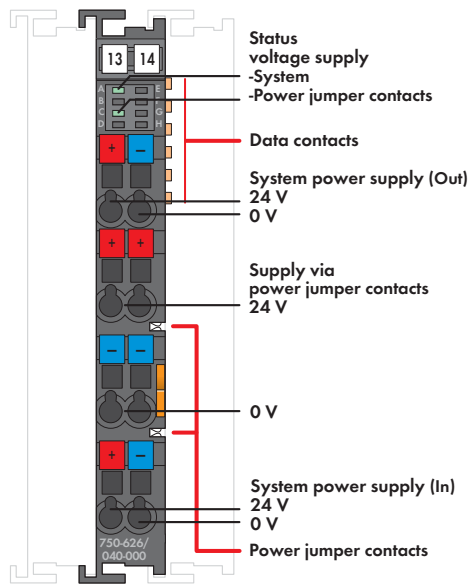 13 14
Status
voltage supply
-System
-Power jumper contacts
A E
B F
C G
D H
Data contacts
+ –
System power supply (Out)
24 V
0 V
+ +
Supply via
power jumper contacts
24 V
– –
0 V
+ –
System power supply (In)
24 V
0 V
750-626/
040-000
Power jumper contacts